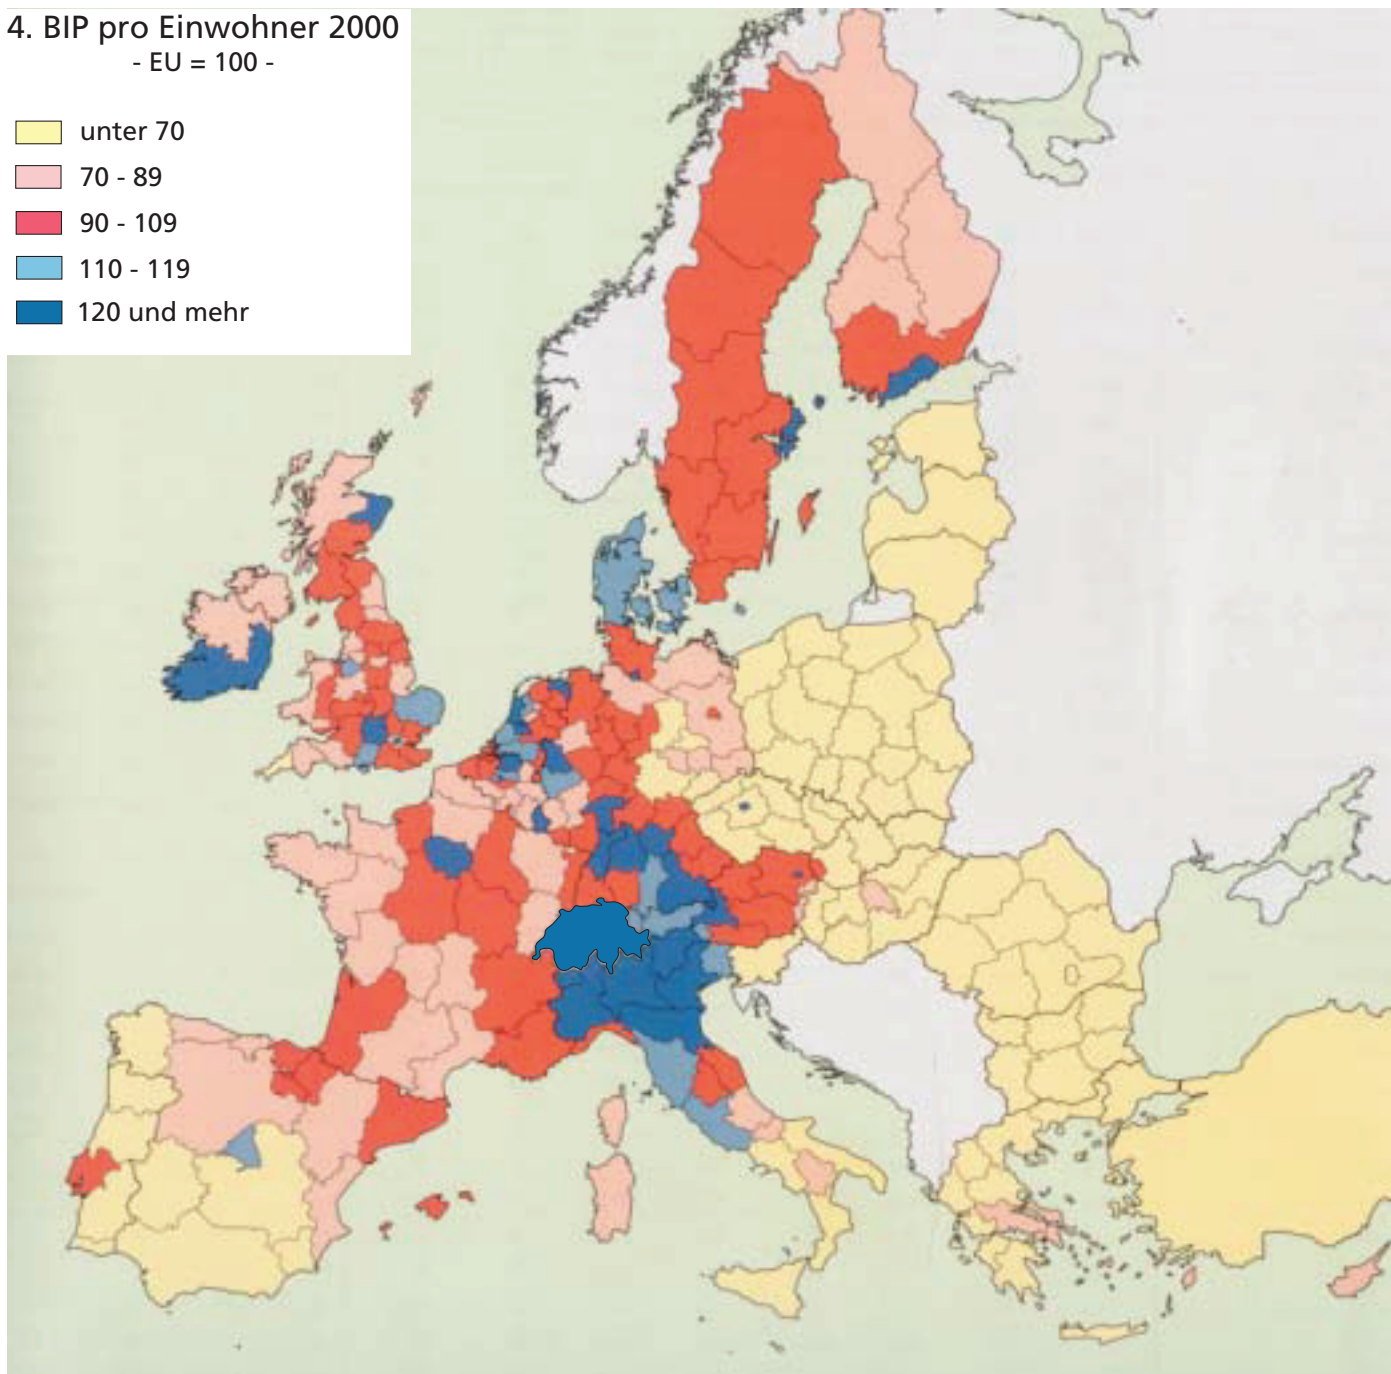 4. BIP pro Einwohner 2000
- EU = 100 -
unter 70
70 - 89
90 - 109
110 - 119
120 und mehr